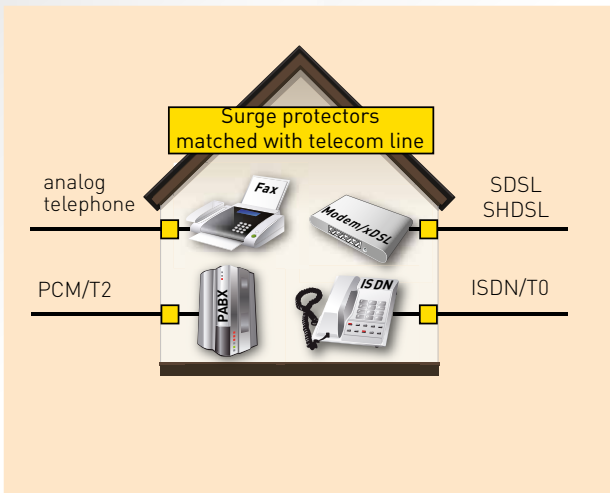 Surge protectors
matched with telecom line
analog
telephone
Fax
Modem/xDSL
SDSL
SHDSL
PCM/T2
PABX
ISDN
ISDN/T0